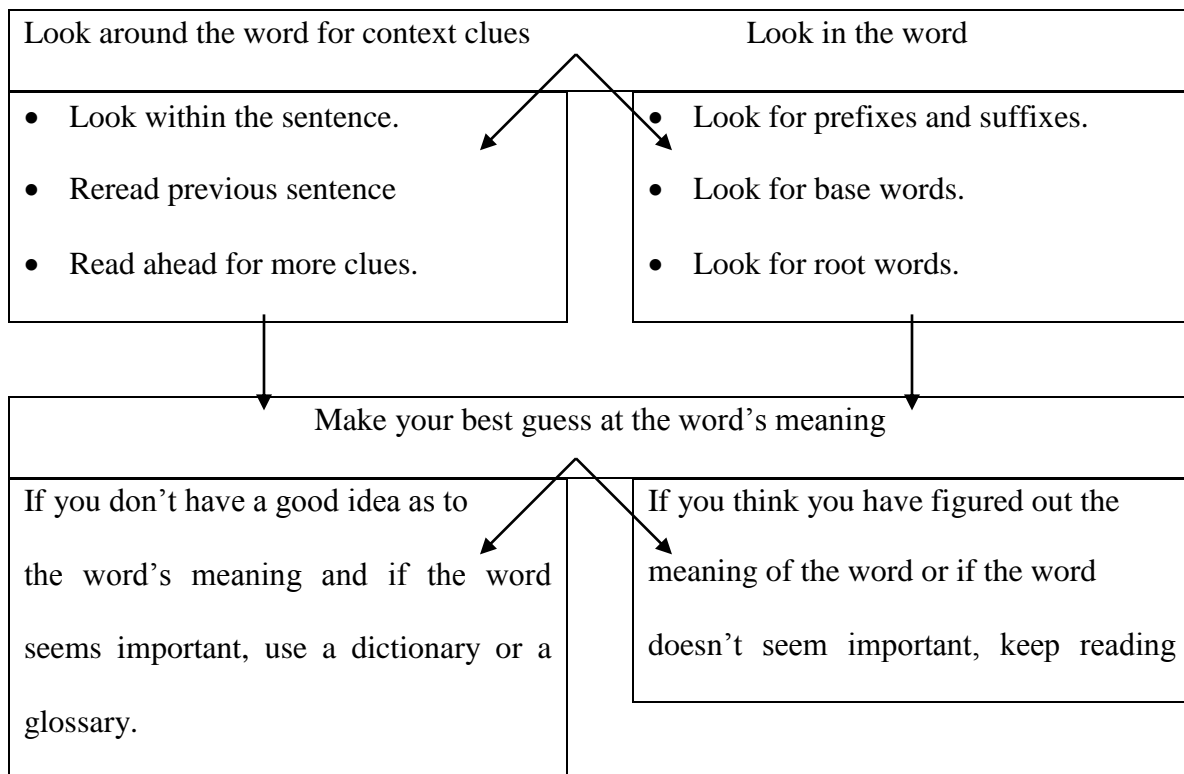 Look around the word for context clues
Look in the word
• Look within the sentence.
• Reread previous sentence
• Read ahead for more clues.
• Look for prefixes and suffixes.
• Look for base words.
• Look for root words.
Make your best guess at the word’s meaning
If you don’t have a good idea as to
the word’s meaning and if the word
seems important, use a dictionary or a
glossary.
If you think you have figured out the
meaning of the word or if the word
doesn’t seem important, keep reading